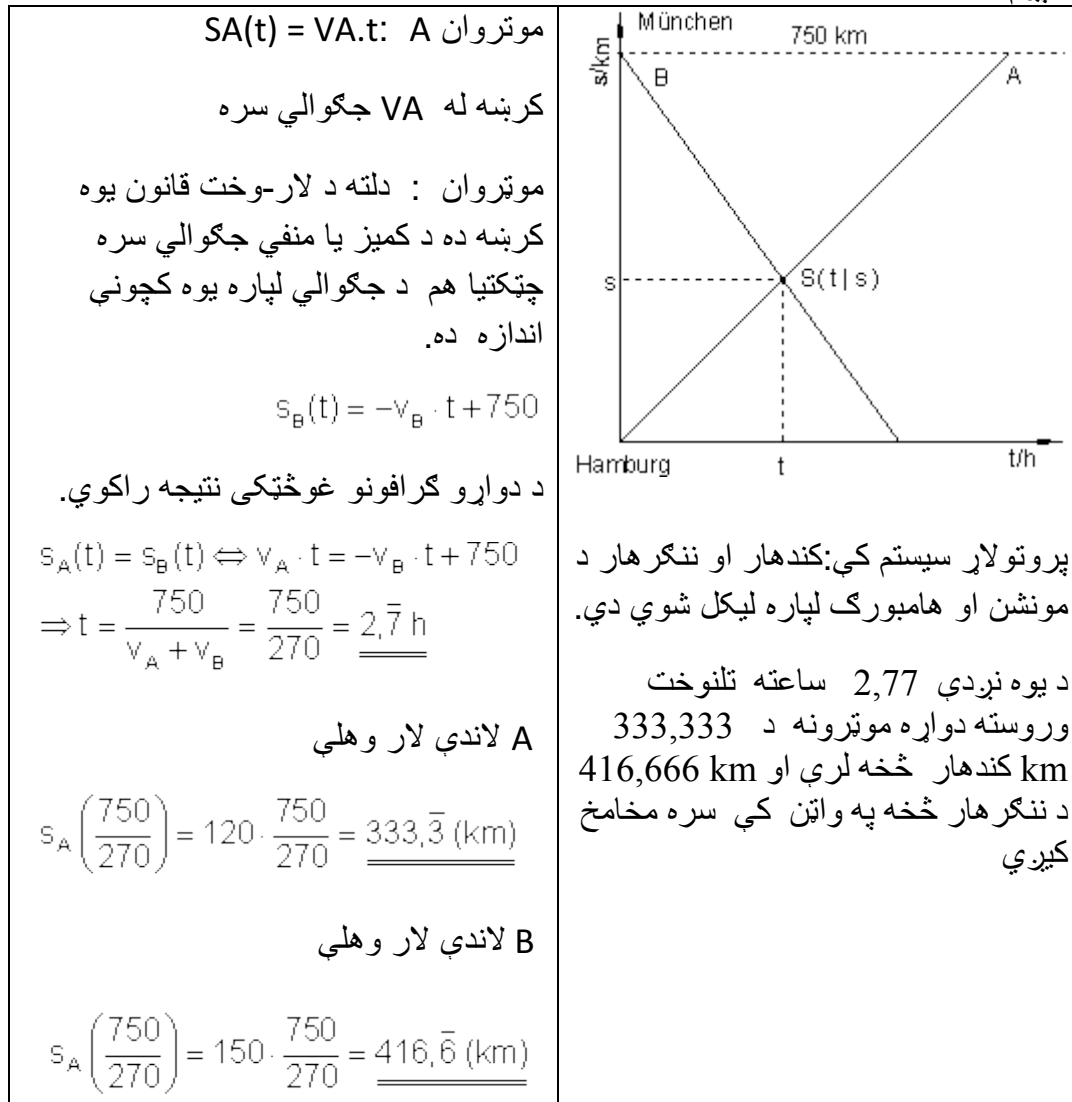 موتروان SA(t) = VA.t: A
کرښه له VA جګوالي سره
موټروان : دلته د لار-وخت قانون يوه
کرښه ده د کميز يا منفي جګوالي سره
چټکتيا هم د جګوالي لپاره يوه کچونې
اندازه ده.
s_B(t) = −v_B · t + 750
د دواړو ګرافونو غوڅټکی نتيجه راکوي.
s_A(t) = s_B(t) ⇔ v_A · t = −v_B · t + 750
⇒ t = 750/(v_A + v_B) = 750/270 = 2,7̅ h
A لاندې لار وهلې
s_A(750/270) = 120 · 750/270 = 333,3̅ (km)
B لاندې لار وهلې
s_A(750/270) = 150 · 750/270 = 416,6̅ (km)
München
750 km
s/km
B
A
s
S(t|s)
Hamburg
t
t/h
پروتولاړ سيستم کې:کندهار او ننګرهار د
مونشن او هامبورګ لپاره ليکل شوي دي.
د يوه نږدې 2,77 ساعته تلنوخت
وروسته دواړه موټرونه د 333,333
km کندهار څخه لرې او 416,666 km
د ننګرهار څخه په واټن کې سره مخامخ
کيږي